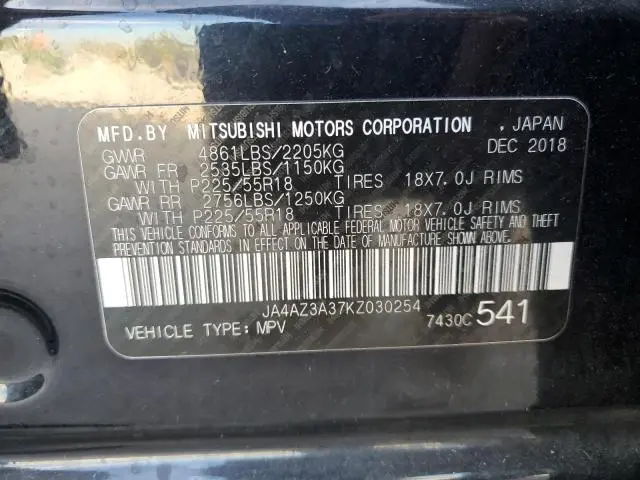 MFD.BY MITSUBISHI MOTORS CORPORATION , JAPAN
GVWR 4861LBS/2205KG DEC 2018
GAWR FR 2535LBS/1150KG
WITH P225/55R18 TIRES 18X7.0J RIMS
GAWR RR 2756LBS/1250KG
WITH P225/55R18 TIRES 18X7.0J RIMS
THIS VEHICLE CONFORMS TO ALL APPLICABLE FEDERAL MOTOR VEHICLE SAFETY AND THEFT
PREVENTION STANDARDS IN EFFECT ON THE DATE OF MANUFACTURE SHOWN ABOVE.
JA4AZ3A37KZ030254
VEHICLE TYPE: MPV 7430C 541